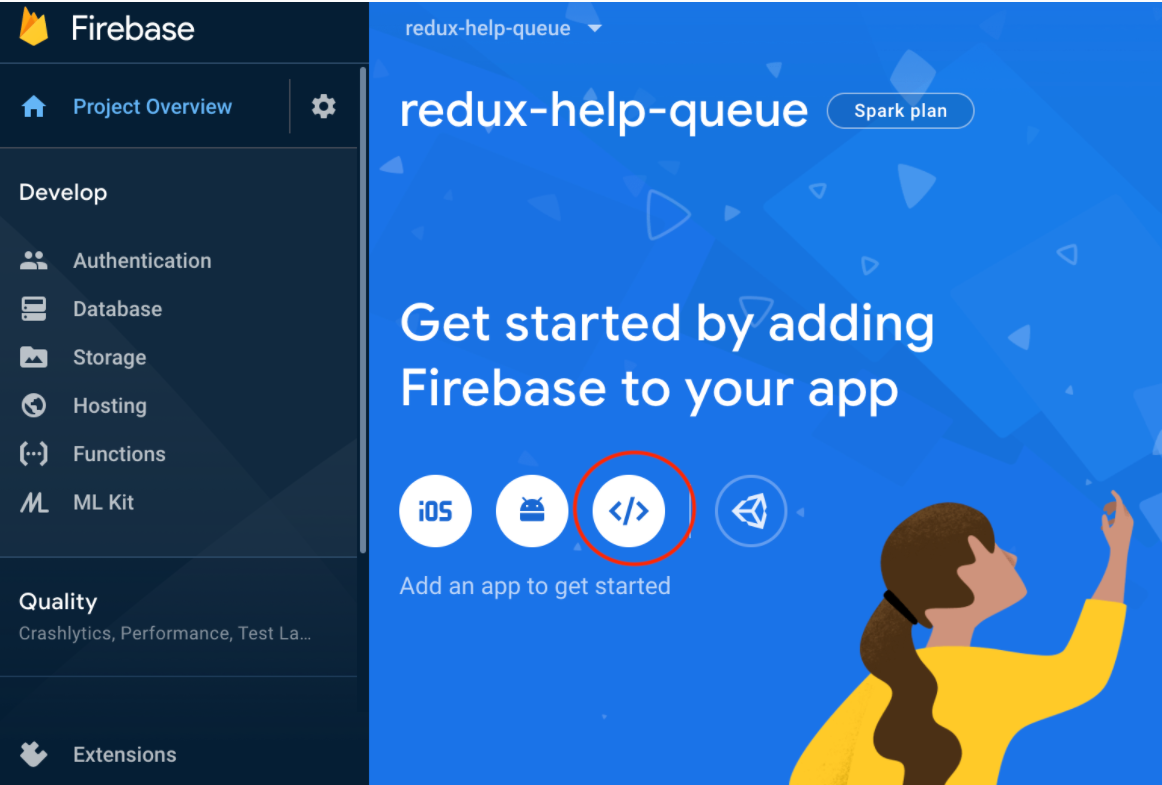 Firebase
Project Overview
Develop
Authentication
Database
Storage
Hosting
Functions
ML Kit
Quality
Crashlytics, Performance, Test La...
Extensions
redux-help-queue
redux-help-queue
Spark plan
Get started by adding
Firebase to your app
iOS
</>
Add an app to get started